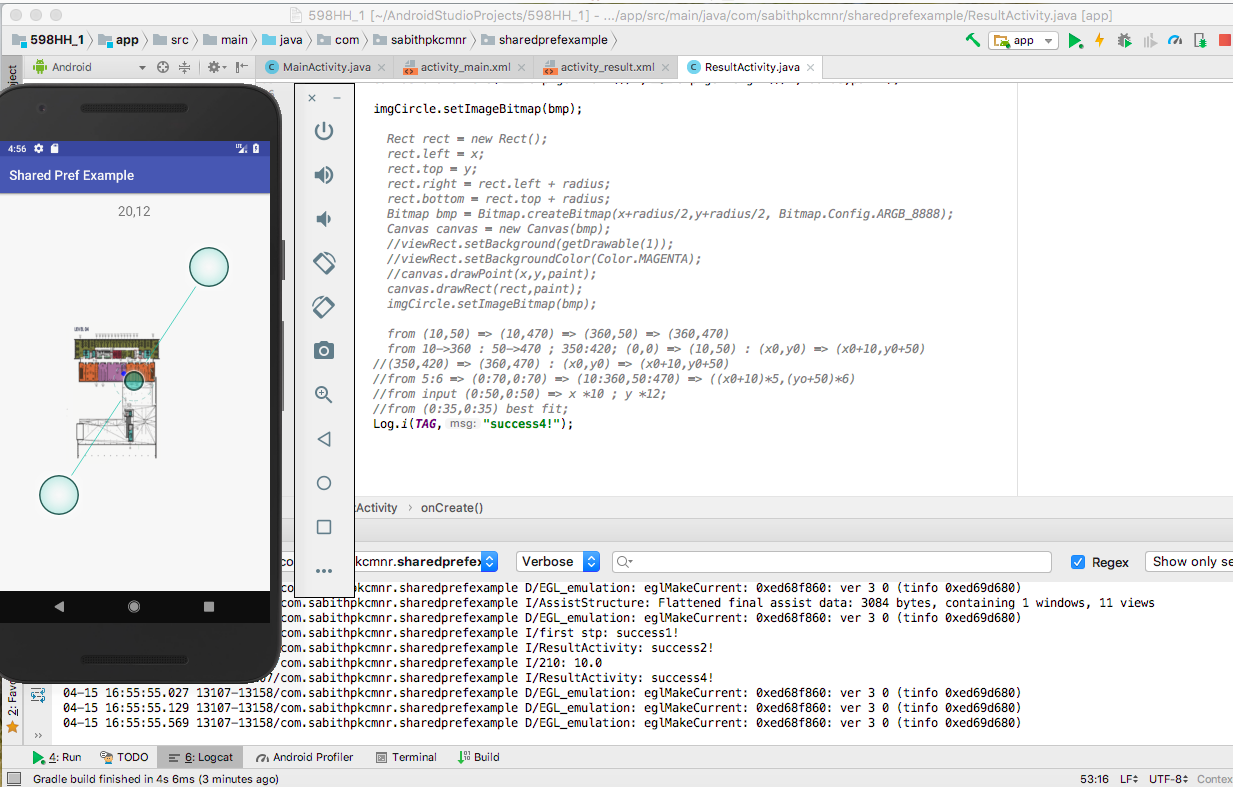 598HH_1 [~/AndroidStudioProjects/598HH_1] - .../app/src/main/java/com/sabithpkcmnr/sharedprefexample/ResultActivity.java [app]
598HH_1 app src main java com sabithpkcmnr sharedprefexample
app
Android
MainActivity.java
activity_main.xml
activity_result.xml
ResultActivity.java
4:56
Shared Pref Example
20,12
imgCircle.setImageBitmap(bmp);
Rect rect = new Rect();
rect.left = x;
rect.top = y;
rect.right = rect.left + radius;
rect.bottom = rect.top + radius;
Bitmap bmp = Bitmap.createBitmap(x+radius/2,y+radius/2, Bitmap.Config.ARGB_8888);
Canvas canvas = new Canvas(bmp);
//viewRect.setBackground(getDrawable(1));
//viewRect.setBackgroundColor(Color.MAGENTA);
//canvas.drawPoint(x,y,paint);
canvas.drawRect(rect,paint);
imgCircle.setImageBitmap(bmp);
from (10,50) => (10,470) => (360,50) => (360,470)
from 10->360 : 50->470 ; 350:420; (0,0) => (10,50) : (x0,y0) => (x0+10,y0+50)
//(350,420) => (360,470) : (x0,y0) => (x0+10,y0+50)
//from 5:6 => (0:70,0:70) => (10:360,50:470) => ((x0+10)*5,(yo+50)*6)
//from input (0:50,0:50) => x *10 ; y *12;
//from (0:35,0:35) best fit;
Log.i(TAG, msg: "success4!");
tActivity › onCreate()
co
kcmnr.sharedprefex
Verbose
Regex
Show only se
com.sabithpkcmnr.sharedprefexample D/EGL_emulation: eglMakeCurrent: 0xed68f860: ver 3 0 (tinfo 0xed69d680)
/com.sabithpkcmnr.sharedprefexample I/AssistStructure: Flattened final assist data: 3084 bytes, containing 1 windows, 11 views
/com.sabithpkcmnr.sharedprefexample D/EGL_emulation: eglMakeCurrent: 0xed68f860: ver 3 0 (tinfo 0xed69d680)
/com.sabithpkcmnr.sharedprefexample I/first stp: success1!
/com.sabithpkcmnr.sharedprefexample I/ResultActivity: success2!
/com.sabithpkcmnr.sharedprefexample I/210: 10.0
/com.sabithpkcmnr.sharedprefexample I/ResultActivity: success4!
04-15 16:55:55.027 13107-13158/com.sabithpkcmnr.sharedprefexample D/EGL_emulation: eglMakeCurrent: 0xed68f860: ver 3 0 (tinfo 0xed69d680)
04-15 16:55:55.129 13107-13158/com.sabithpkcmnr.sharedprefexample D/EGL_emulation: eglMakeCurrent: 0xed68f860: ver 3 0 (tinfo 0xed69d680)
04-15 16:55:55.569 13107-13158/com.sabithpkcmnr.sharedprefexample D/EGL_emulation: eglMakeCurrent: 0xed68f860: ver 3 0 (tinfo 0xed69d680)
2: Favo
4: Run TODO 6: Logcat Android Profiler Terminal Build
Gradle build finished in 4s 6ms (3 minutes ago)
53:16 LF UTF-8 Contex